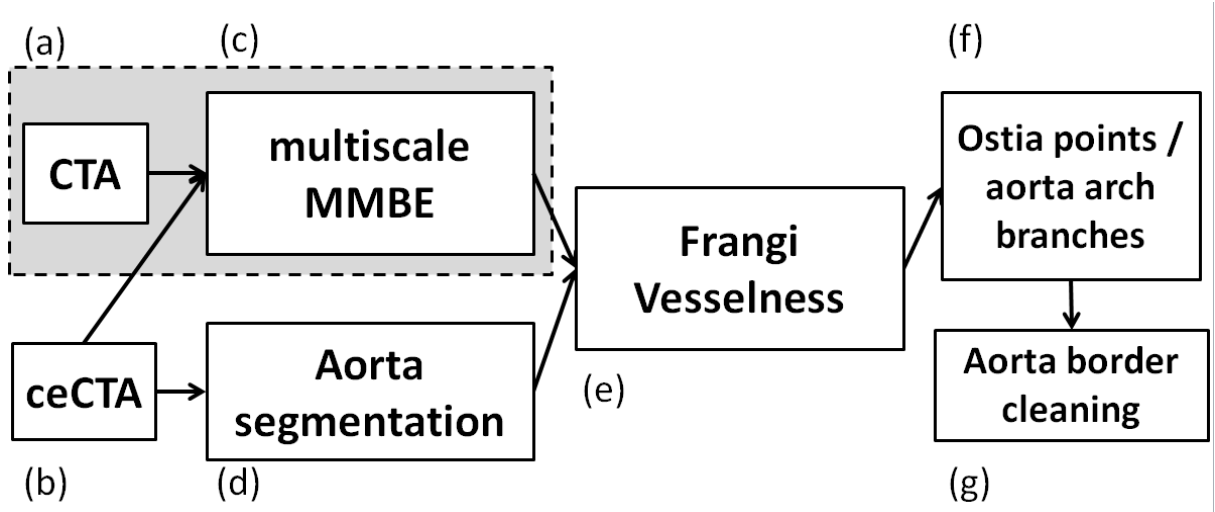 (a)
(c)
(f)
CTA
multiscale
MMBE
Ostia points /
aorta arch
branches
Frangi
Vesselness
ceCTA
Aorta
segmentation
(e)
Aorta border
cleaning
(b)
(d)
(g)